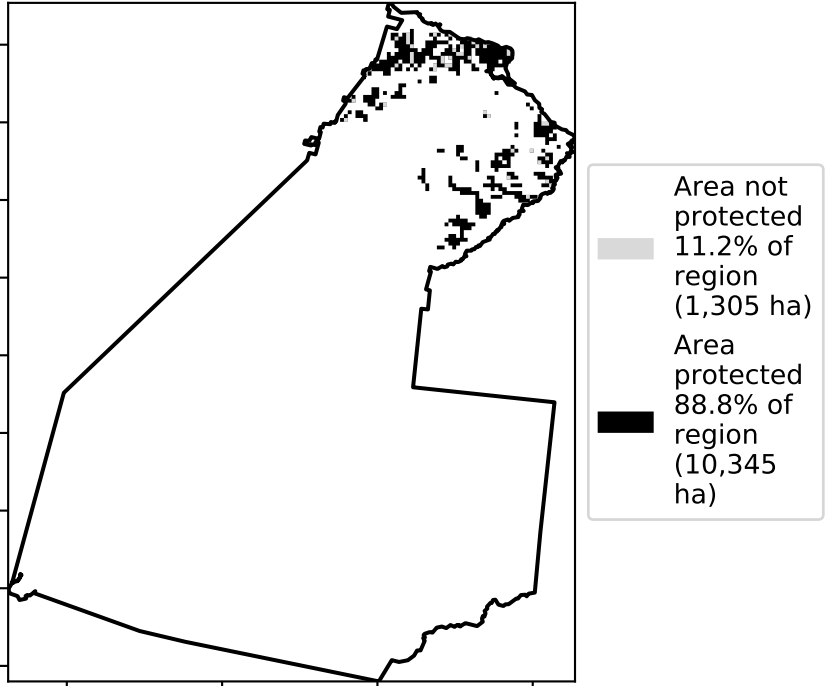 Area not
protected
11.2% of
region
(1,305 ha)
Area
protected
88.8% of
region
(10,345
ha)